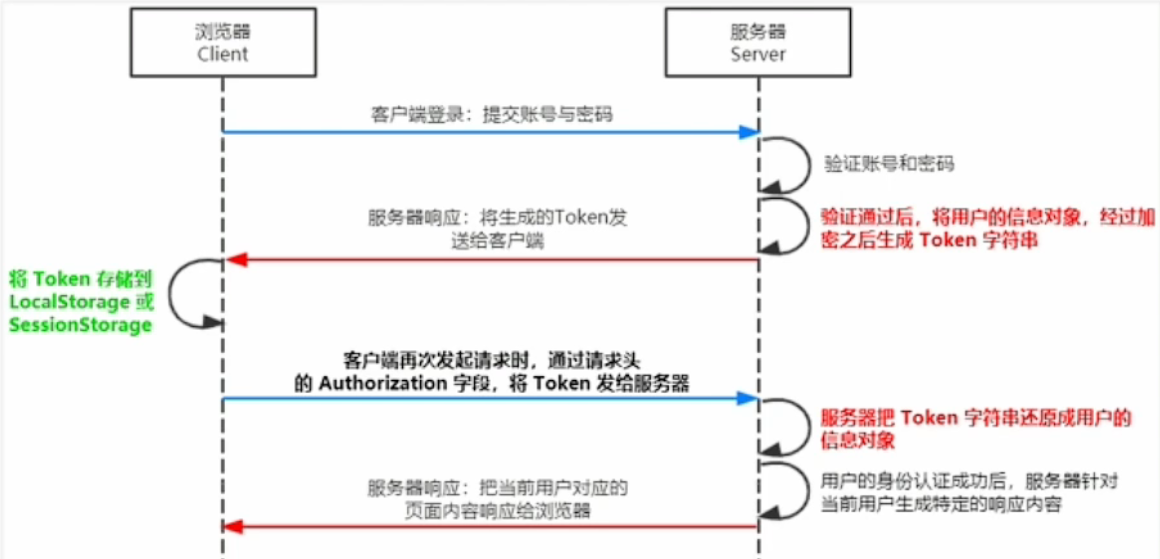 浏览器
Client
服务器
Server
客户端登录：提交账号与密码
验证账号和密码
服务器响应：将生成的Token发
送给客户端
验证通过后，将用户的信息对象，经过加
密之后生成 Token 字符串
将 Token 存储到
LocalStorage 或
SessionStorage
客户端再次发起请求时，通过请求头
的 Authorization 字段，将 Token 发给服务器
服务器把 Token 字符串还原成用户的
信息对象
用户的身份认证成功后，服务器针对
当前用户生成特定的响应内容
服务器响应：把当前用户对应的
页面内容响应给浏览器